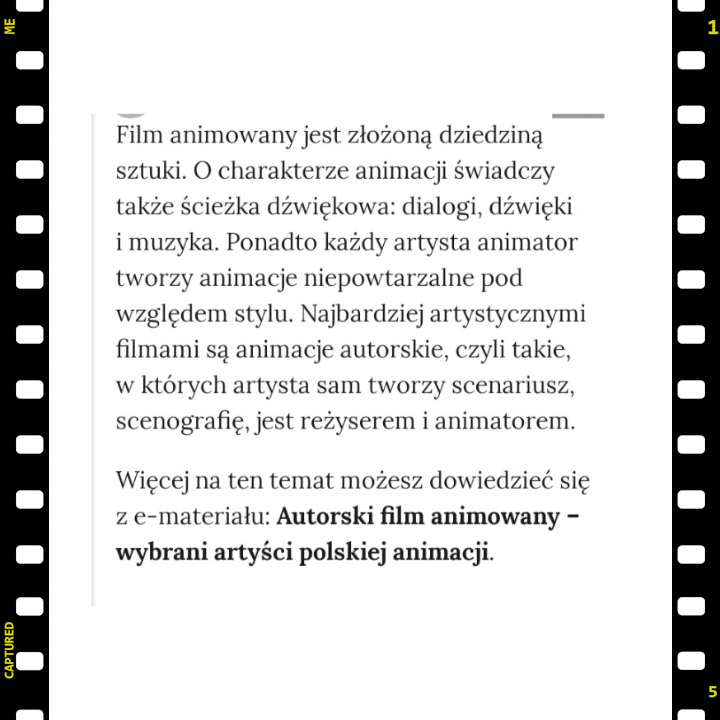 ME
1
Film animowany jest złożoną dziedziną
sztuki. O charakterze animacji świadczy
także ścieżka dźwiękowa: dialogi, dźwięki
i muzyka. Ponadto każdy artysta animator
tworzy animacje niepowtarzalne pod
względem stylu. Najbardziej artystycznymi
filmami są animacje autorskie, czyli takie,
w których artysta sam tworzy scenariusz,
scenografię, jest reżyserem i animatorem.
Więcej na ten temat możesz dowiedzieć się
z e-materiału: Autorski film animowany –
wybrani artyści polskiej animacji.
CAPTURED
5